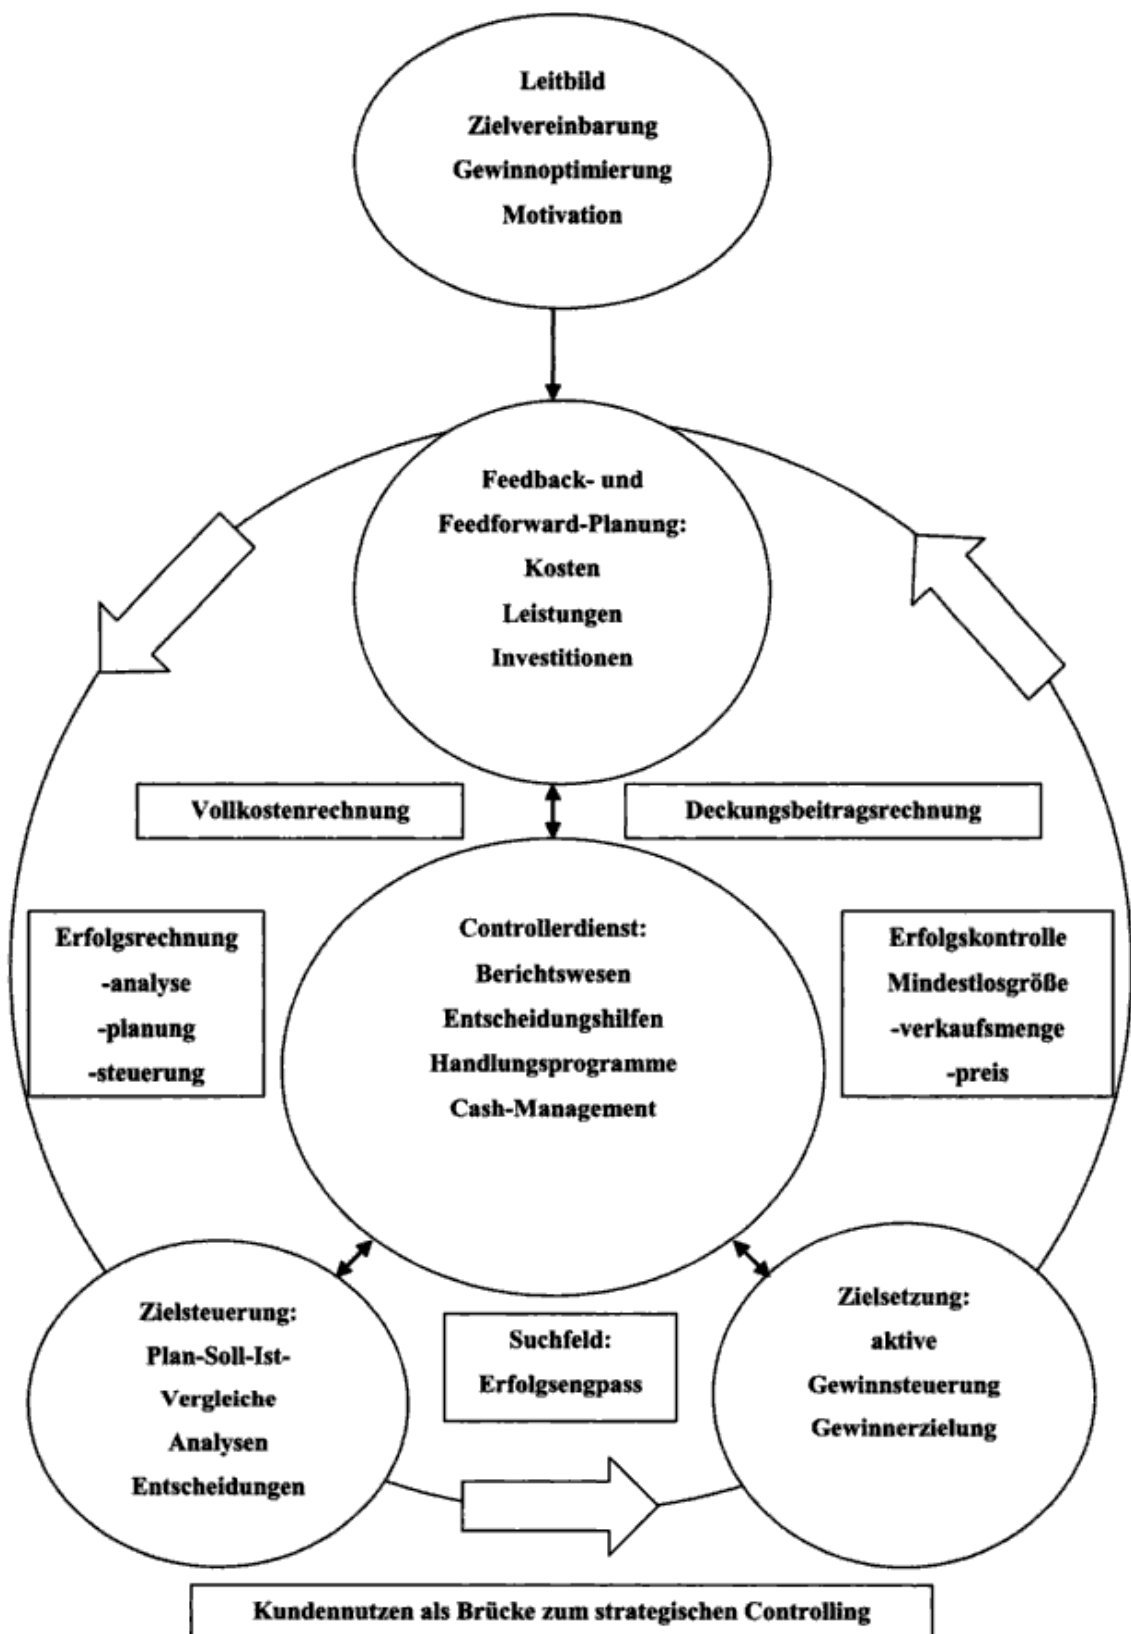 Leitbild
Zielvereinbarung
Gewinnoptimierung
Motivation
Feedback- und
Feedforward-Planung:
Kosten
Leistungen
Investitionen
Vollkostenrechnung
Deckungsbeitragsrechnung
Erfolgsrechnung
-analyse
-planung
-steuerung
Controllerdienst:
Berichtswesen
Entscheidungshilfen
Handlungsprogramme
Cash-Management
Erfolgskontrolle
Mindestlosgröße
-verkaufsmenge
-preis
Zielsteuerung:
Plan-Soll-Ist-
Vergleiche
Analysen
Entscheidungen
Suchfeld:
Erfolgsengpass
Zielsetzung:
aktive
Gewinnsteuerung
Gewinnerzielung
Kundennutzen als Brücke zum strategischen Controlling